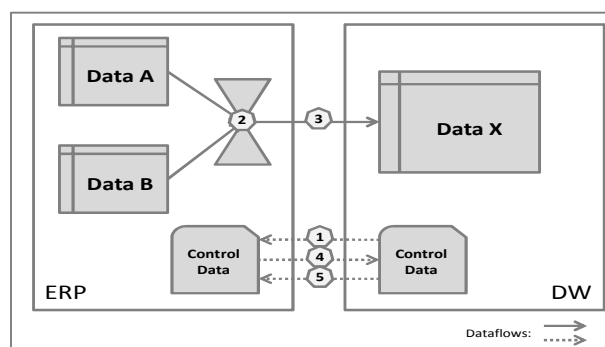 Data A
Data B
2
3
Data X
Control
Data
1
4
5
Control
Data
ERP
DW
Dataflows: